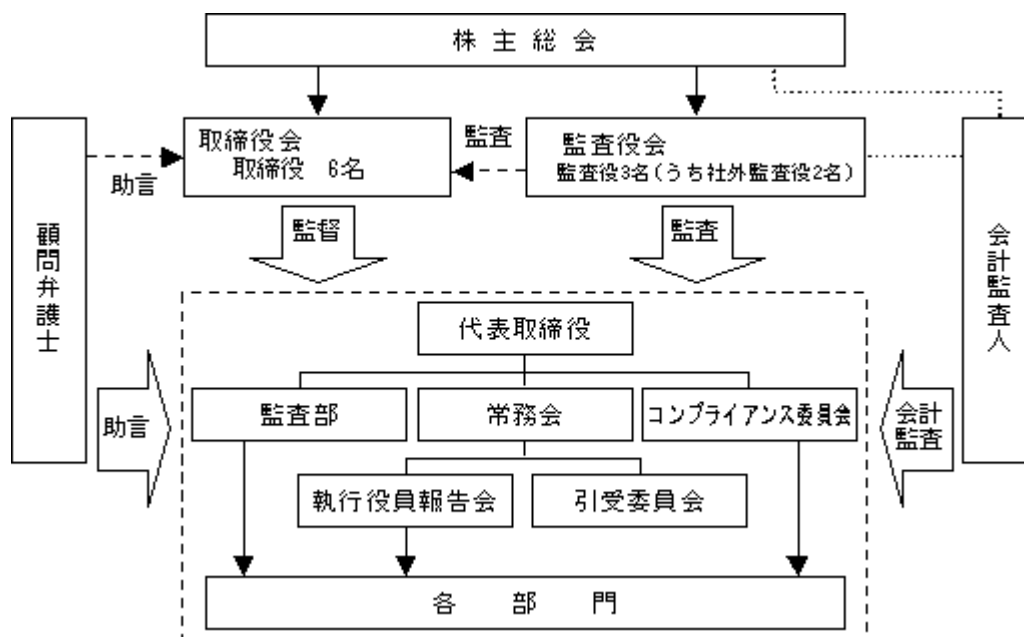 株主総会
取締役会
取締役 6名
監査
監査役会
監査役3名(うち社外監査役2名)
助言
顧問弁護士
監督
監査
会計監査人
代表取締役
監査部
常務会
コンプライアンス委員会
助言
会計
監査
執行役員報告会
引受委員会
各部門